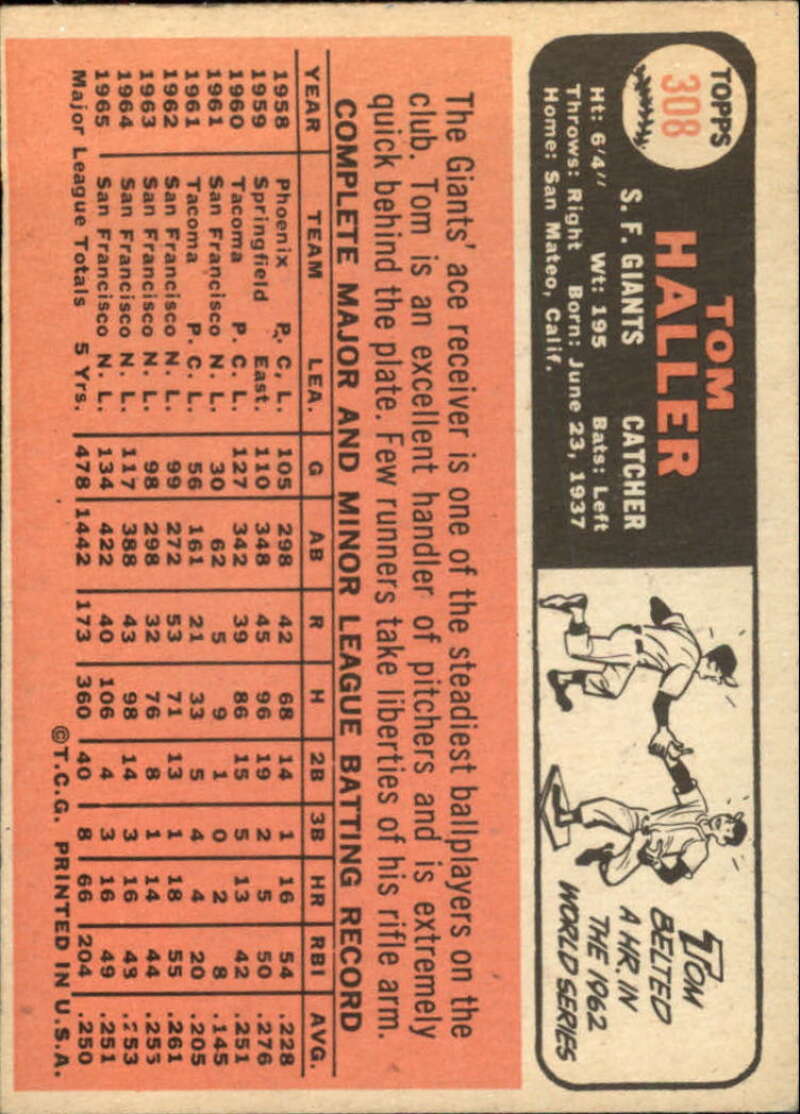 TOPPS
308
TOM
HALLER
S. F. GIANTS CATCHER
Ht: 6'4" Wt: 195 Bats: Left
Throws: Right Born: June 23, 1937
Home: San Mateo, Calif.
TOM
BELTED
A HR. IN
THE 1962
WORLD SERIES
The Giants' ace receiver is one of the steadiest ballplayers on the
club. Tom is an excellent handler of pitchers and is extremely
quick behind the plate. Few runners take liberties of his rifle arm.
COMPLETE MAJOR AND MINOR LEAGUE BATTING RECORD
YEAR TEAM LEA. G AB R H 2B 3B HR RBI AVG.
1958 Phoenix P. C. L. 105 298 42 68 14 1 16 54 .228
1959 Springfield East. 110 348 45 96 19 2 5 50 .276
1960 Tacoma P. C. L. 127 342 39 86 15 5 13 42 .251
1961 San Francisco N. L. 30 62 5 9 1 0 2 8 .145
1961 Tacoma P. C. L. 56 161 21 33 5 4 4 20 .205
1962 San Francisco N. L. 99 272 53 71 13 1 18 55 .261
1963 San Francisco N. L. 98 298 32 76 8 1 14 44 .255
1964 San Francisco N. L. 117 388 43 98 14 3 16 43 .253
1965 San Francisco N. L. 134 422 40 106 4 3 16 49 .251
Major League Totals 5 Yrs. 478 1442 173 360 40 8 66 204 .250
©T.C.G. PRINTED IN U.S.A.